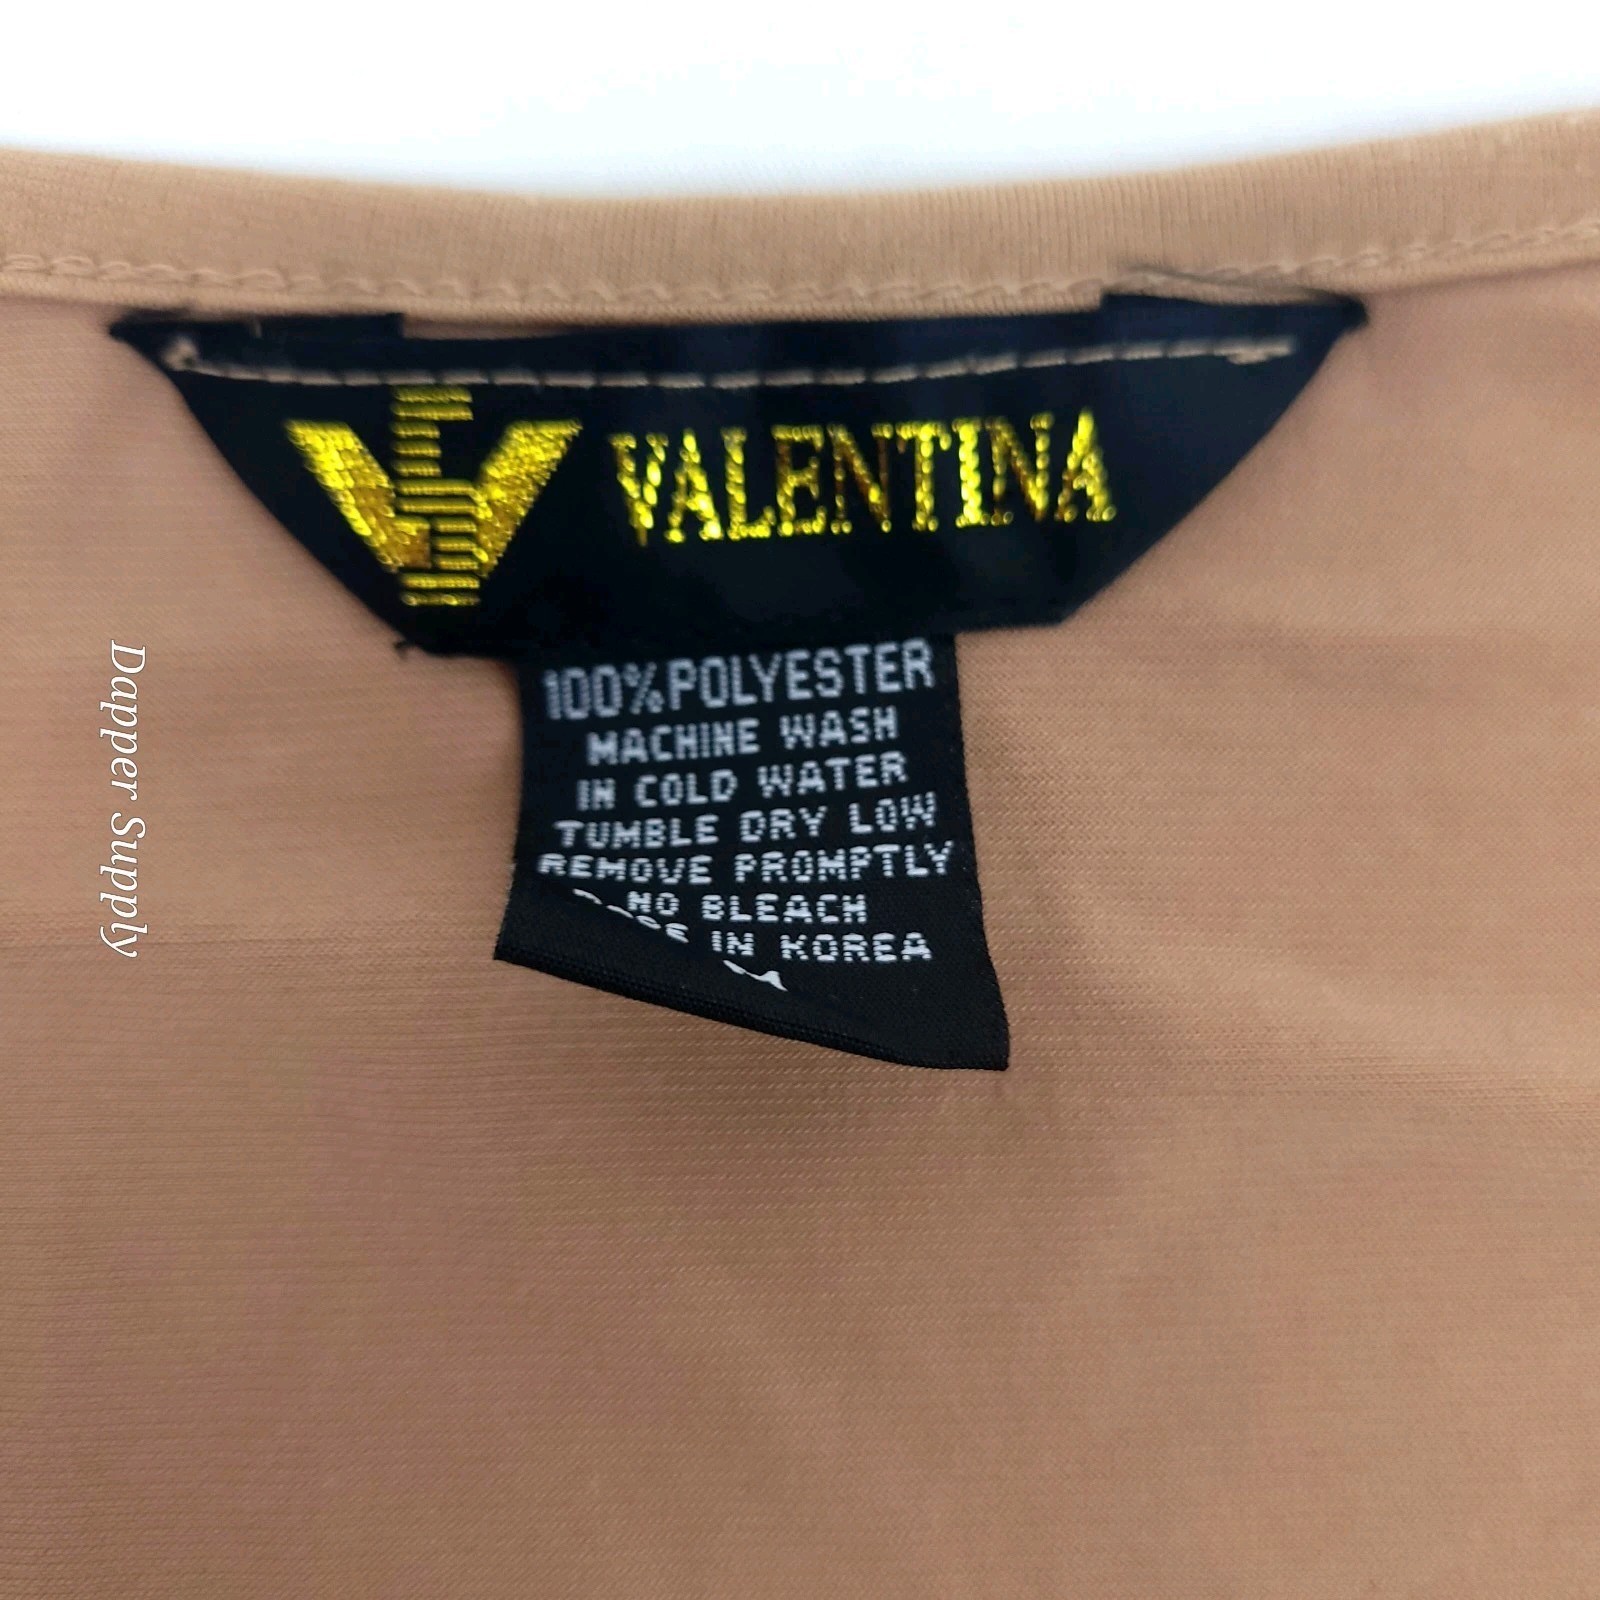 VALENTINA
100% POLYESTER
MACHINE WASH
IN COLD WATER
TUMBLE DRY LOW
REMOVE PROMPTLY
NO BLEACH
IN KOREA
Dapper Supply